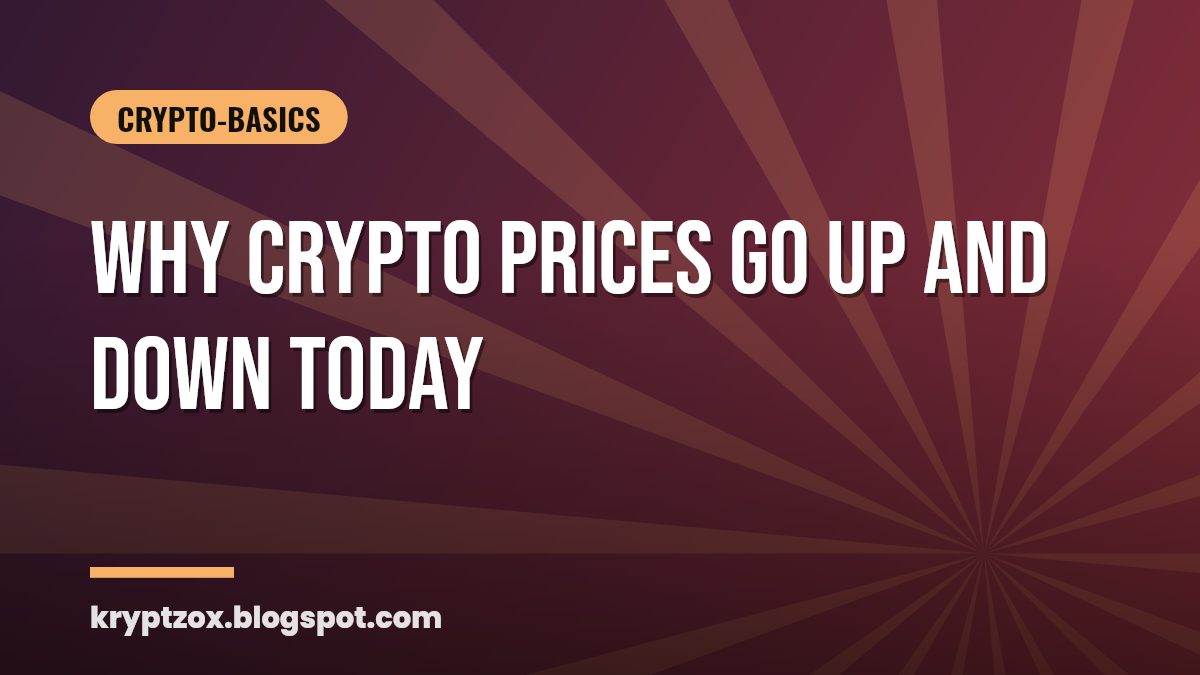 CRYPTO-BASICS
WHY CRYPTO PRICES GO UP AND
DOWN TODAY
kryptzox.blogspot.com